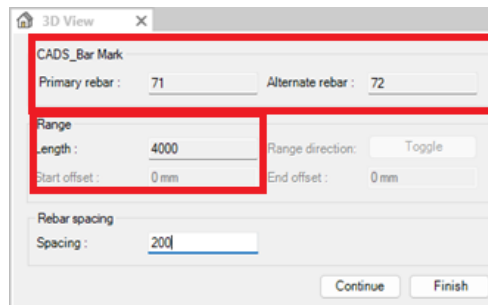 3D View
CADS_Bar Mark
Primary rebar : 71 Alternate rebar : 72
Range
Length : 4000 Range direction: Toggle
Start offset : 0 mm End offset : 0 mm
Rebar spacing
Spacing : 200
Continue Finish